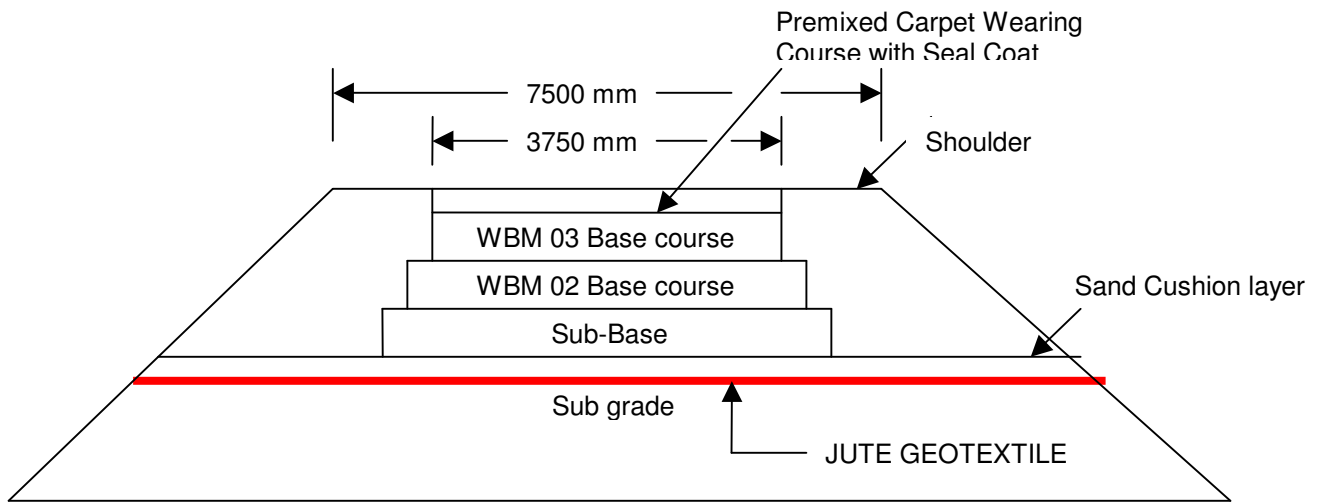 Premixed Carpet Wearing
Course with Seal Coat
7500 mm
3750 mm
Shoulder
WBM 03 Base course
WBM 02 Base course
Sand Cushion layer
Sub-Base
Sub grade
JUTE GEOTEXTILE